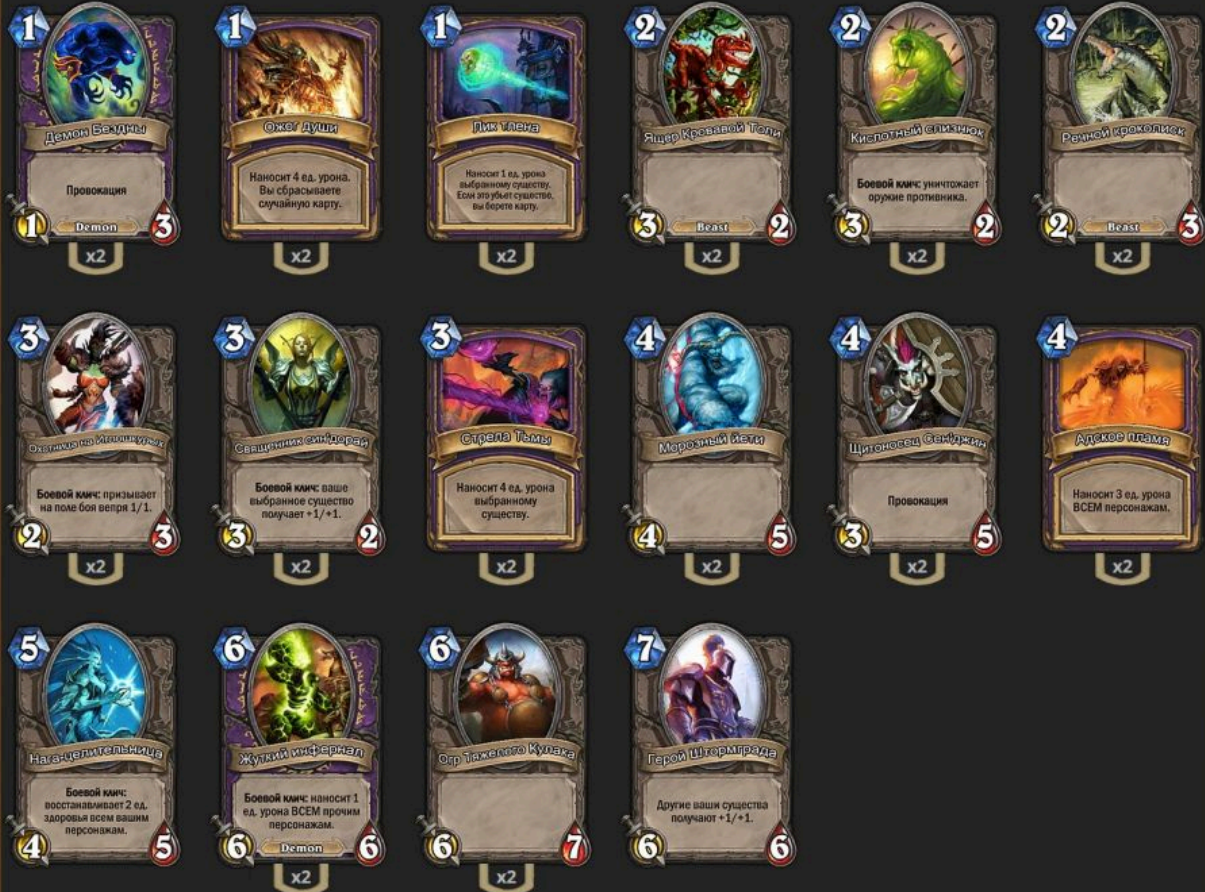 1
Демон Бездны
Провокация
1
Demon
3
x2
1
Ожог души
Наносит 4 ед. урона.
Вы сбрасываете
случайную карту.
x2
1
Лик тлена
Наносит 1 ед. урона
выбранному существу.
Если это убьет существо,
вы берете карту.
x2
2
Ящер Кровавой Топи
3
Beast
2
x2
2
Кислотный слизнюк
Боевой клич: уничтожает
оружие противника.
3
2
x2
2
Речной кроколиск
2
Beast
3
x2
3
Охотница на Иглошкурых
Боевой клич: призывает
на поле боя вепря 1/1.
2
3
x2
3
Священник син'дорай
Боевой клич: ваше
выбранное существо
получает +1/+1.
3
2
x2
3
Стрела Тьмы
Наносит 4 ед. урона
выбранному
существу.
x2
4
Морозный йети
4
5
x2
4
Щитоносец Сен'джин
Провокация
3
5
x2
4
Адское пламя
Наносит 3 ед. урона
ВСЕМ персонажам.
x2
5
Нага-целительница
Боевой клич:
восстанавливает 2 ед.
здоровья всем вашим
персонажам.
4
5
6
Жуткий инфернал
Боевой клич: наносит 1
ед. урона ВСЕМ прочим
персонажам.
6
Demon
6
x2
6
Огр Тяжелого Кулака
6
7
x2
7
Герой Штормграда
Другие ваши существа
получают +1/+1.
6
6